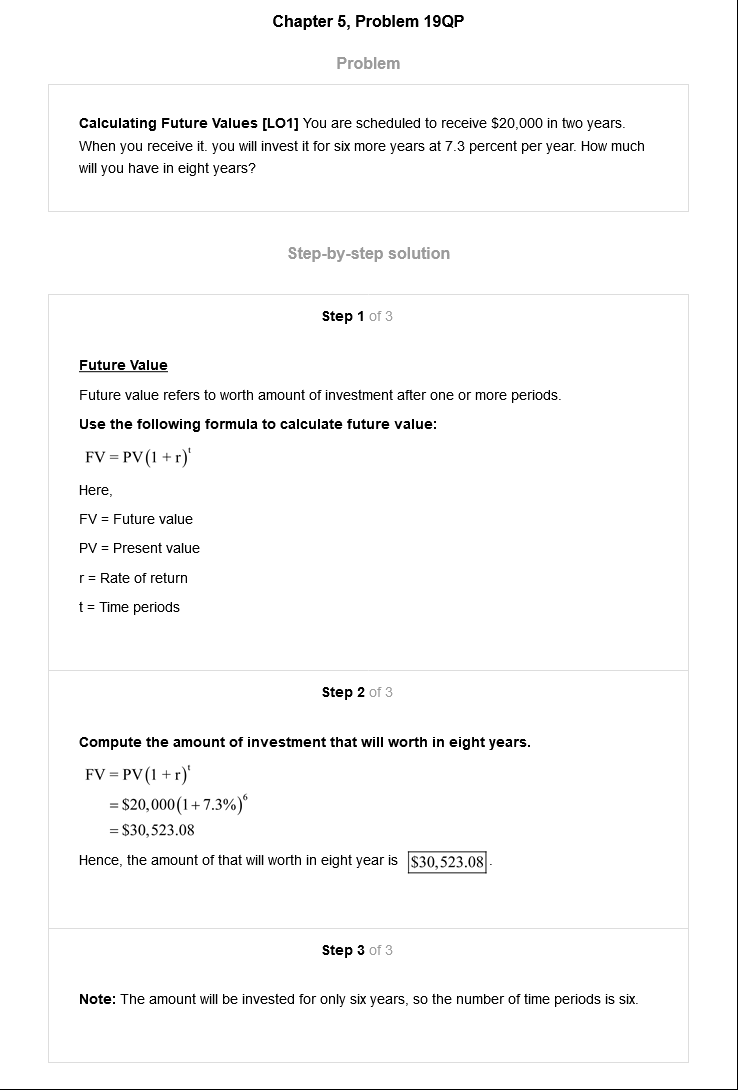 Chapter 5, Problem 19QP
Problem
Calculating Future Values [LO1] You are scheduled to receive $20,000 in two years.
When you receive it. you will invest it for six more years at 7.3 percent per year. How much
will you have in eight years?
Step-by-step solution
Step 1 of 3
Future Value
Future value refers to worth amount of investment after one or more periods.
Use the following formula to calculate future value:
FV = PV(1 + r)^t
Here,
FV = Future value
PV = Present value
r = Rate of return
t = Time periods
Step 2 of 3
Compute the amount of investment that will worth in eight years.
FV = PV(1 + r)^t
= $20,000(1 + 7.3%)^6
= $30,523.08
Hence, the amount of that will worth in eight year is $30,523.08.
Step 3 of 3
Note: The amount will be invested for only six years, so the number of time periods is six.